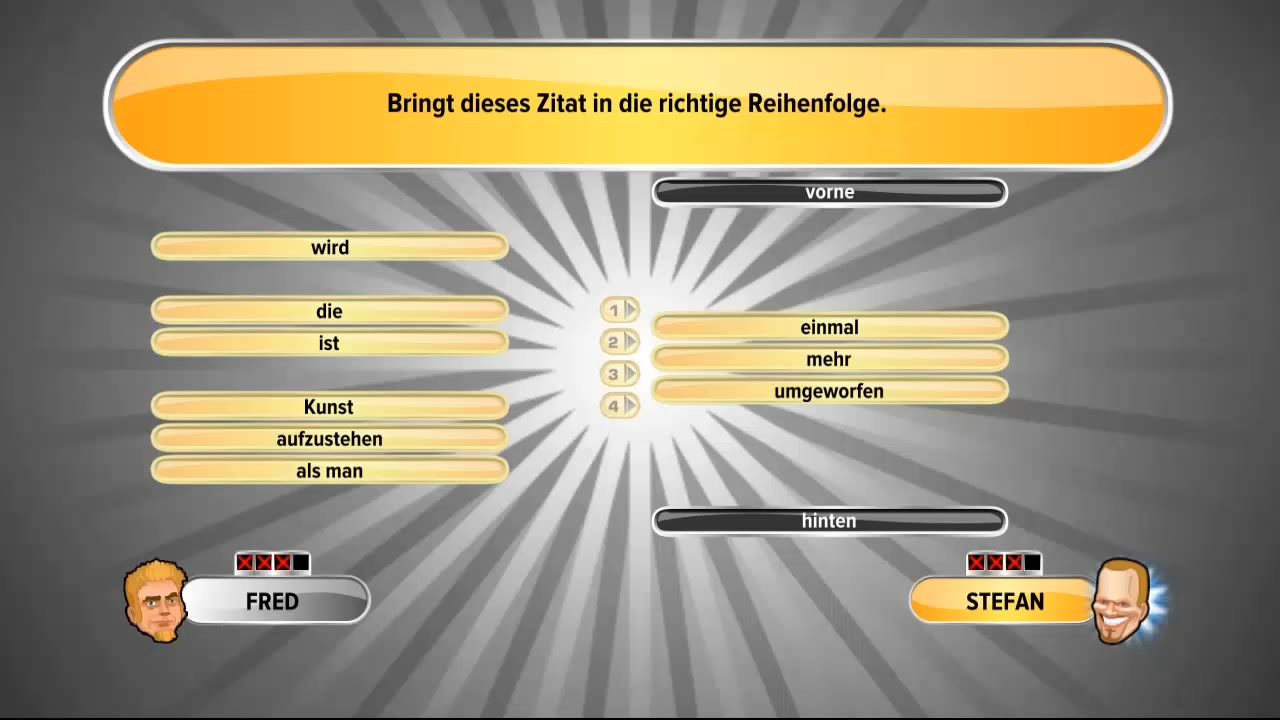 Bringt dieses Zitat in die richtige Reihenfolge.
vorne
wird
die
ist
Kunst
aufzustehen
als man
1
2
3
4
einmal
mehr
umgeworfen
hinten
FRED
STEFAN